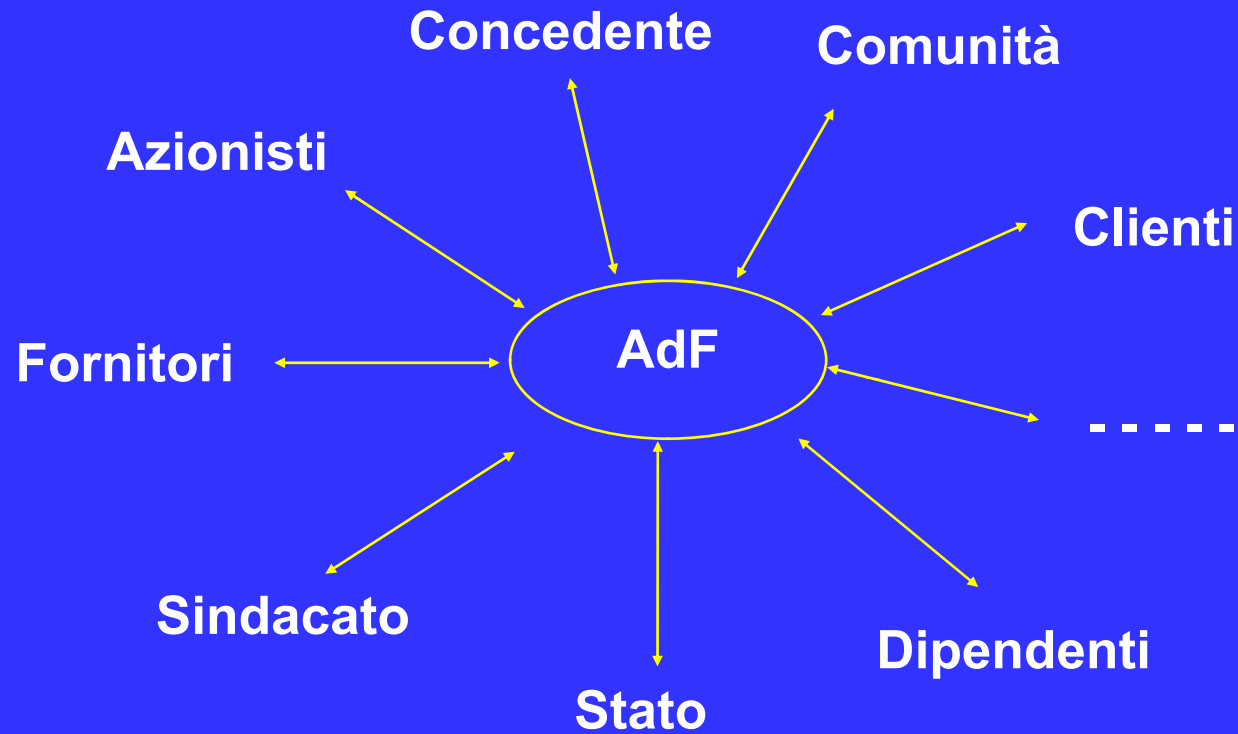 Concedente
Comunità
Azionisti
Clienti
AdF
Fornitori
- - - - -
Sindacato
Dipendenti
Stato